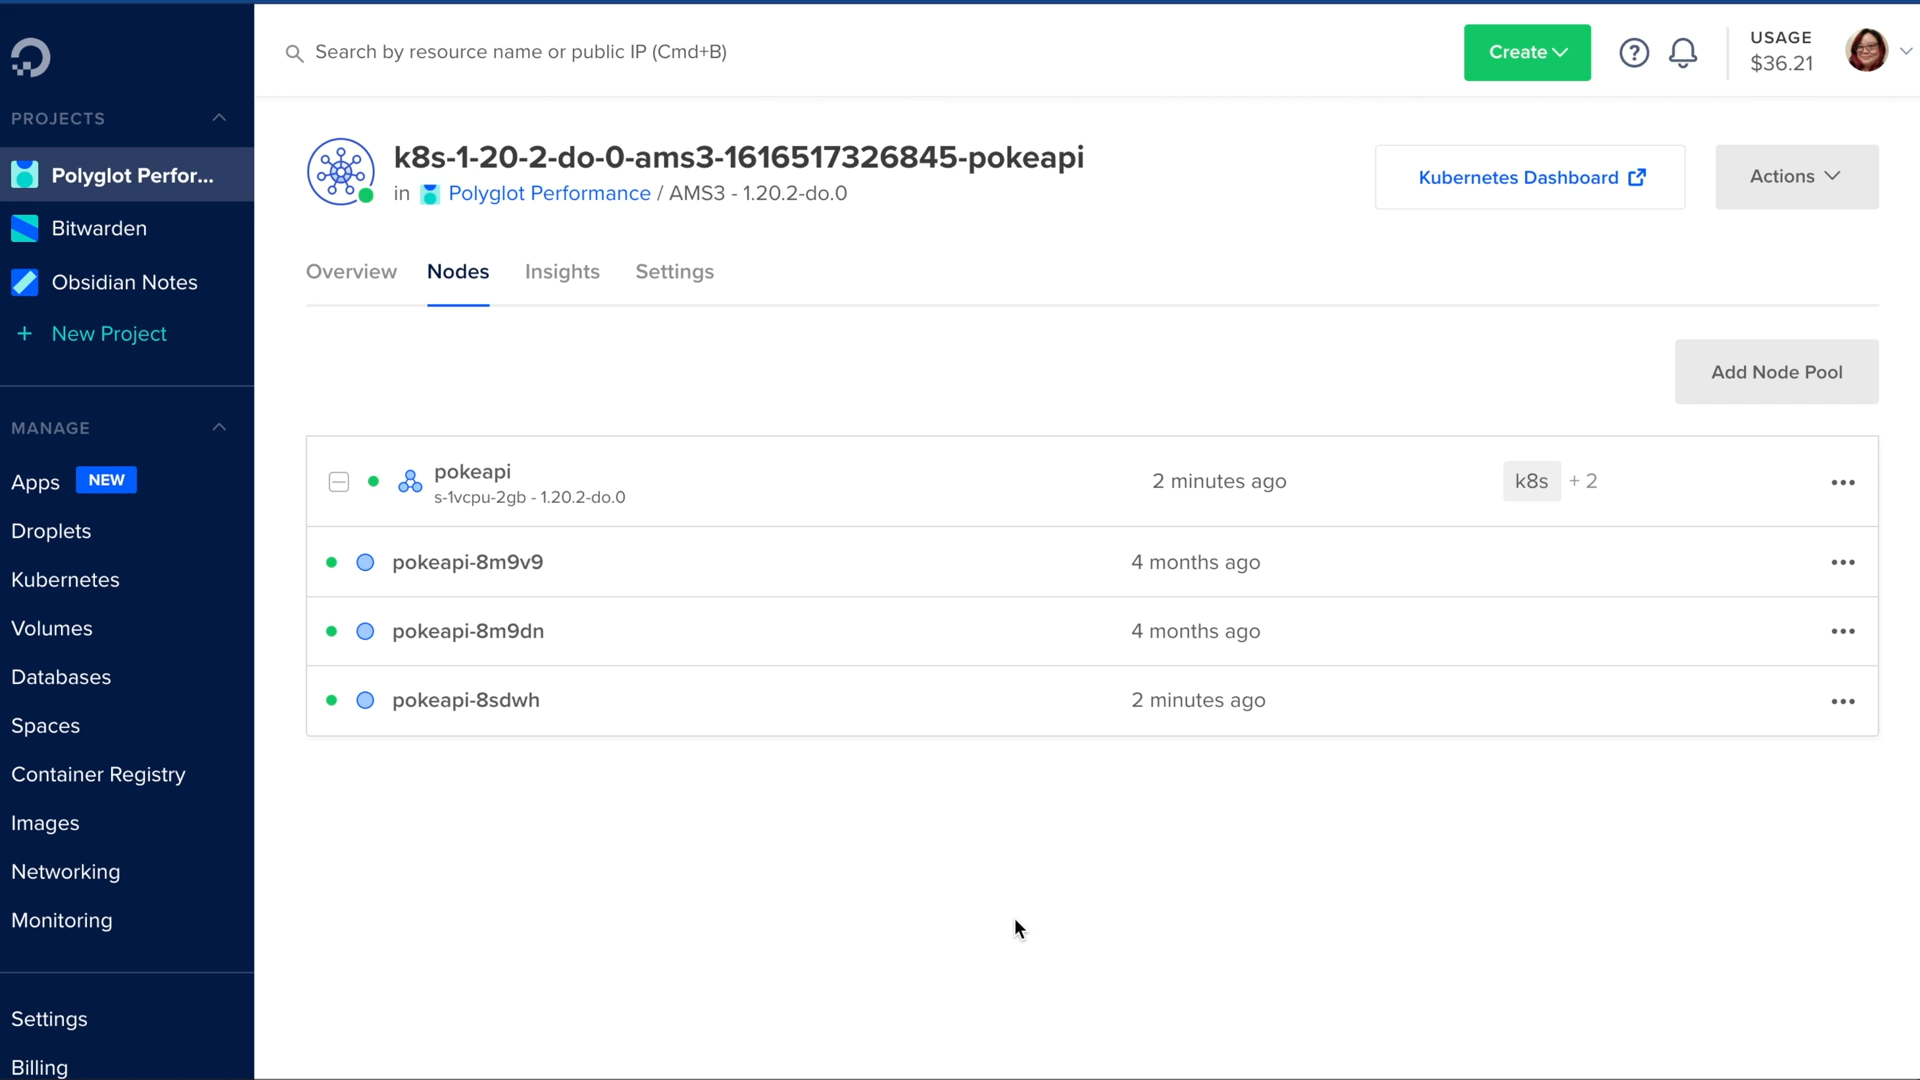 Search by resource name or public IP (Cmd+B)
Create
USAGE
$36.21
PROJECTS
Polyglot Perfor...
Bitwarden
Obsidian Notes
+ New Project
MANAGE
Apps NEW
Droplets
Kubernetes
Volumes
Databases
Spaces
Container Registry
Images
Networking
Monitoring
Settings
Billing
k8s-1-20-2-do-0-ams3-1616517326845-pokeapi
in Polyglot Performance / AMS3 - 1.20.2-do.0
Kubernetes Dashboard
Actions
Overview Nodes Insights Settings
Add Node Pool
pokeapi
s-1vcpu-2gb - 1.20.2-do.0
2 minutes ago
k8s + 2
pokeapi-8m9v9 4 months ago
pokeapi-8m9dn 4 months ago
pokeapi-8sdwh 2 minutes ago